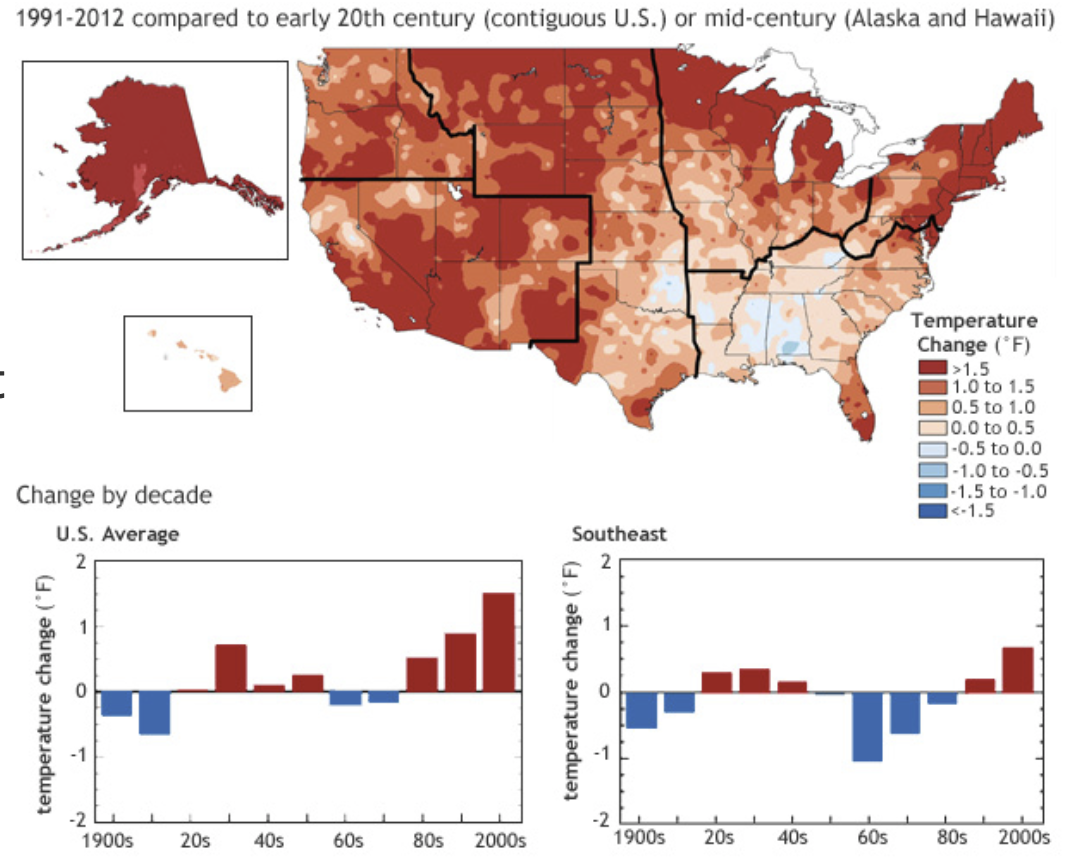 1991-2012 compared to early 20th century (contiguous U.S.) or mid-century (Alaska and Hawaii)
Temperature
Change (°F)
>1.5
1.0 to 1.5
0.5 to 1.0
0.0 to 0.5
-0.5 to 0.0
-1.0 to -0.5
-1.5 to -1.0
<-1.5
Change by decade
U.S. Average
temperature change (°F)
2
1
0
-1
-2
1900s 20s 40s 60s 80s 2000s
Southeast
temperature change (°F)
2
1
0
-1
-2
1900s 20s 40s 60s 80s 2000s